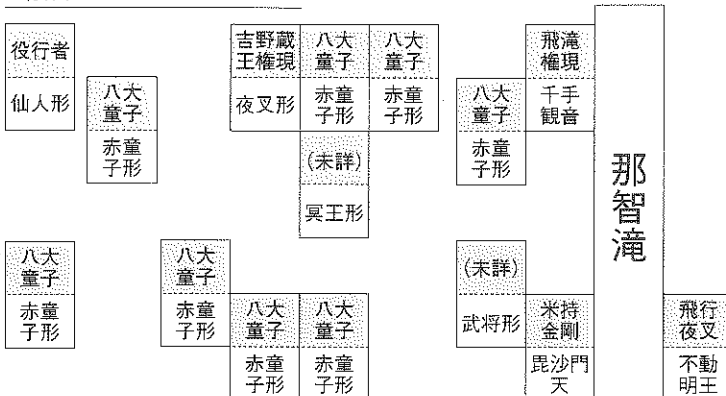 役行者
仙人形
八大
童子
赤童
子形
吉野蔵
王権現
夜叉形
八大
童子
赤童
子形
八大
童子
赤童
子形
(未詳)
冥王形
八大
童子
赤童
子形
飛滝
権現
千手
観音
那智滝
八大
童子
赤童
子形
八大
童子
赤童
子形
八大
童子
赤童
子形
八大
童子
赤童
子形
(未詳)
武将形
米持
金剛
毘沙門
天
飛行
夜叉
不動
明王